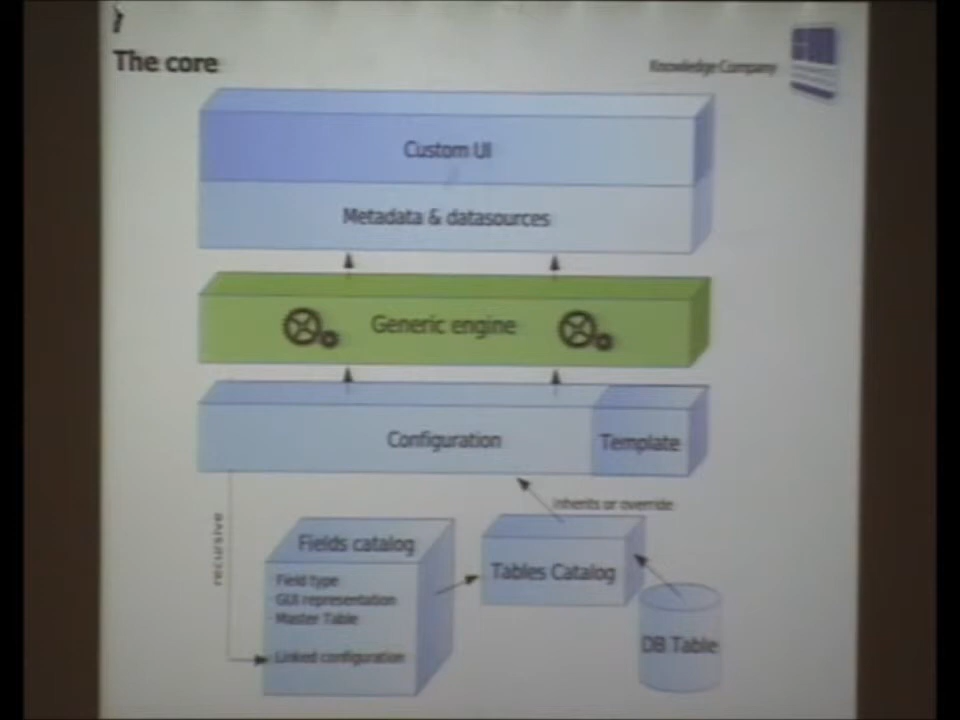 The core
Knowledge Company
Custom UI
Metadata & datasources
Generic engine
Configuration
Template
inherits or override
recursive
Fields catalog
Field type
GUI representation
Master Table
Linked configuration
Tables Catalog
DB Table